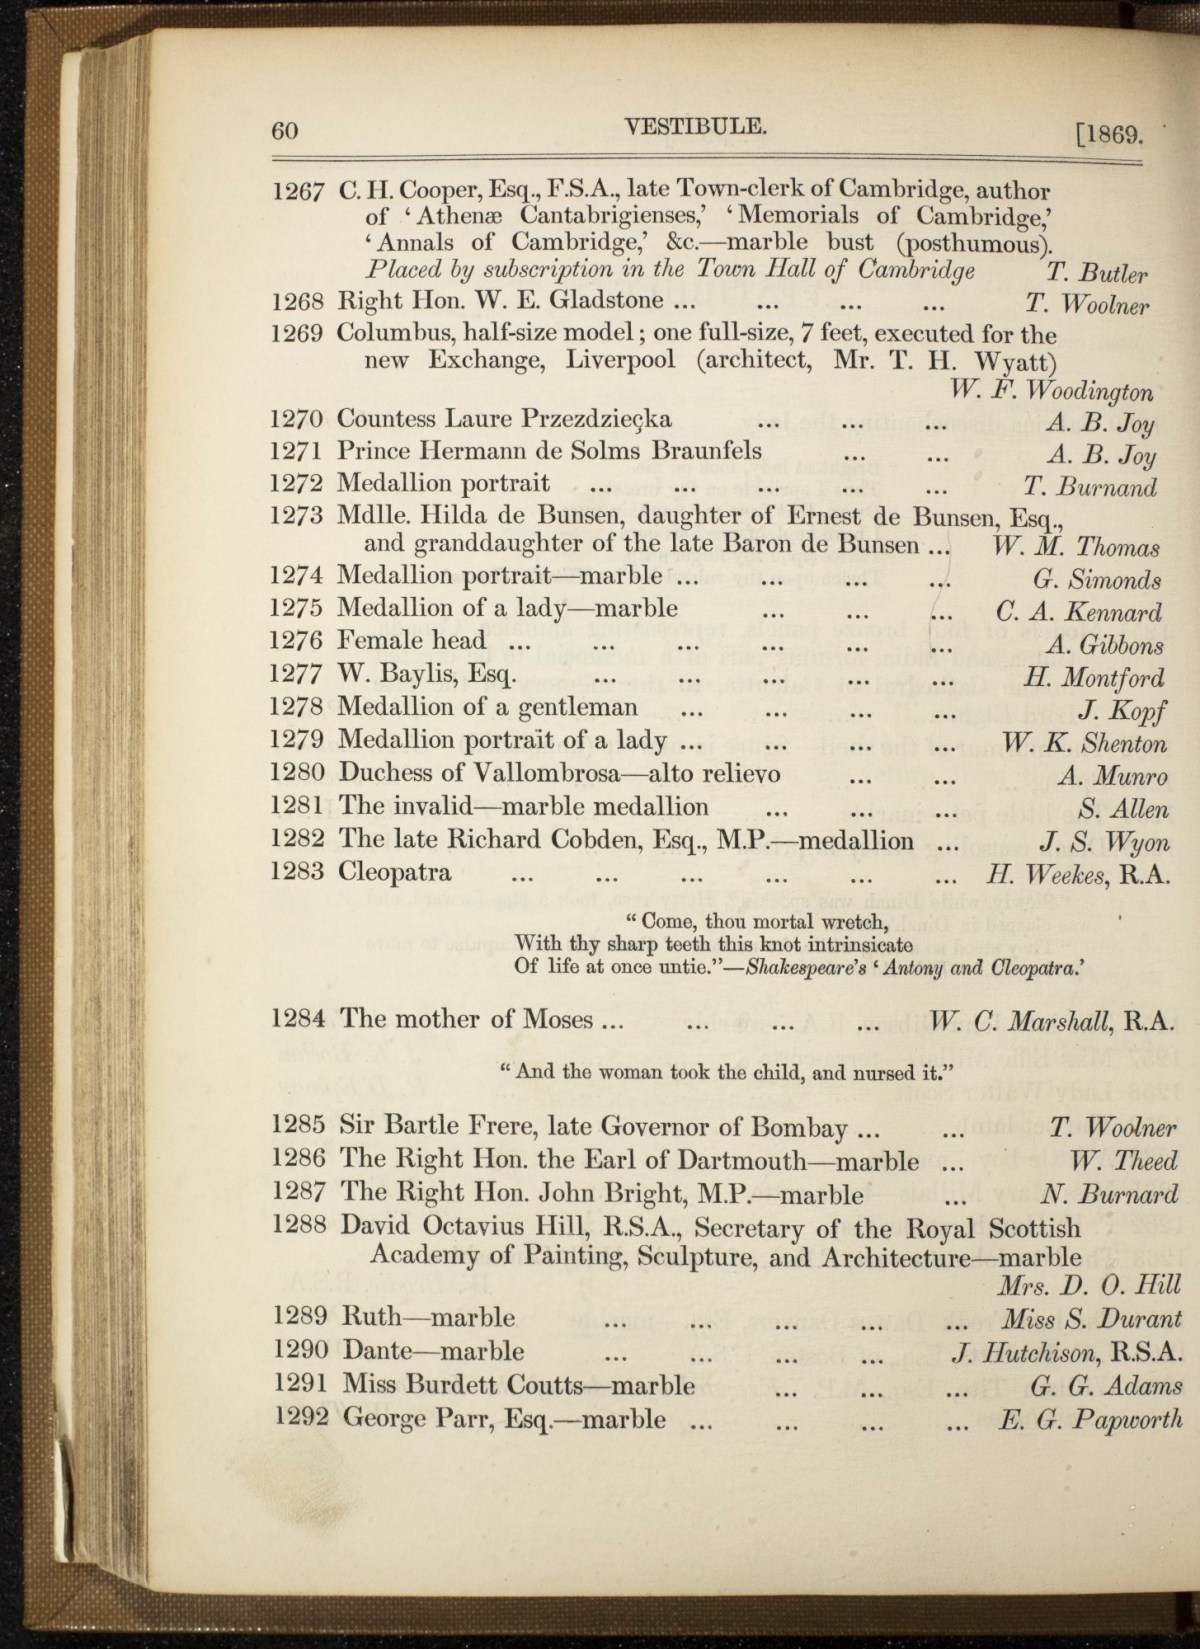 60 VESTIBULE. [1869.
1267 C. H. Cooper, Esq., F.S.A., late Town-clerk of Cambridge, author
of ‘Athenæ Cantabrigienses,’ ‘Memorials of Cambridge,’
‘Annals of Cambridge,’ &c.—marble bust (posthumous).
Placed by subscription in the Town Hall of Cambridge T. Butler
1268 Right Hon. W. E. Gladstone ... ... ... ... T. Woolner
1269 Columbus, half-size model; one full-size, 7 feet, executed for the
new Exchange, Liverpool (architect, Mr. T. H. Wyatt)
W. F. Woodington
1270 Countess Laure Przezdzieçka ... ... ... A. B. Joy
1271 Prince Hermann de Solms Braunfels ... ... A. B. Joy
1272 Medallion portrait ... ... ... ... ... T. Burnand
1273 Mdlle. Hilda de Bunsen, daughter of Ernest de Bunsen, Esq.,
and granddaughter of the late Baron de Bunsen ... W. M. Thomas
1274 Medallion portrait—marble ... ... ... ... G. Simonds
1275 Medallion of a lady—marble ... ... ... C. A. Kennard
1276 Female head ... ... ... ... ... ... A. Gibbons
1277 W. Baylis, Esq. ... ... ... ... ... H. Montford
1278 Medallion of a gentleman ... ... ... ... J. Kopf
1279 Medallion portrait of a lady ... ... ... ... W. K. Shenton
1280 Duchess of Vallombrosa—alto relievo ... ... A. Munro
1281 The invalid—marble medallion ... ... ... S. Allen
1282 The late Richard Cobden, Esq., M.P.—medallion ... J. S. Wyon
1283 Cleopatra ... ... ... ... ... ... H. Weekes, R.A.
“Come, thou mortal wretch,
With thy sharp teeth this knot intrinsicate
Of life at once untie.”—Shakespeare's ‘Antony and Cleopatra.’
1284 The mother of Moses ... ... ... ... W. C. Marshall, R.A.
“And the woman took the child, and nursed it.”
1285 Sir Bartle Frere, late Governor of Bombay ... ... T. Woolner
1286 The Right Hon. the Earl of Dartmouth—marble ... W. Theed
1287 The Right Hon. John Bright, M.P.—marble ... N. Burnard
1288 David Octavius Hill, R.S.A., Secretary of the Royal Scottish
Academy of Painting, Sculpture, and Architecture—marble
Mrs. D. O. Hill
1289 Ruth—marble ... ... ... ... ... Miss S. Durant
1290 Dante—marble ... ... ... ... J. Hutchison, R.S.A.
1291 Miss Burdett Coutts—marble ... ... ... G. G. Adams
1292 George Parr, Esq.—marble ... ... ... ... E. G. Papworth